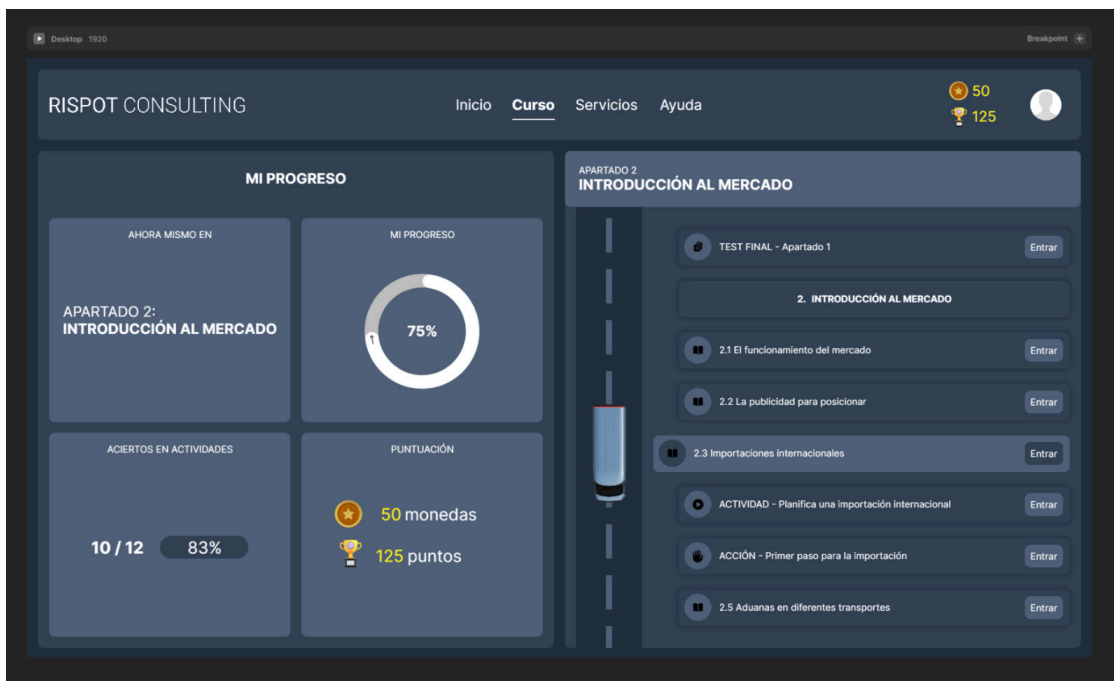 Desktop 1920
Breakpoint +
RISPOT CONSULTING
Inicio Curso Servicios Ayuda
50
125
MI PROGRESO
AHORA MISMO EN
APARTADO 2:
INTRODUCCIÓN AL MERCADO
MI PROGRESO
75%
ACIERTOS EN ACTIVIDADES
10 / 12 83%
PUNTUACIÓN
50 monedas
125 puntos
APARTADO 2
INTRODUCCIÓN AL MERCADO
TEST FINAL - Apartado 1 Entrar
2. INTRODUCCIÓN AL MERCADO
2.1 El funcionamiento del mercado Entrar
2.2 La publicidad para posicionar Entrar
2.3 Importaciones internacionales Entrar
ACTIVIDAD - Planifica una importación internacional Entrar
ACCIÓN - Primer paso para la importación Entrar
2.5 Aduanas en diferentes transportes Entrar